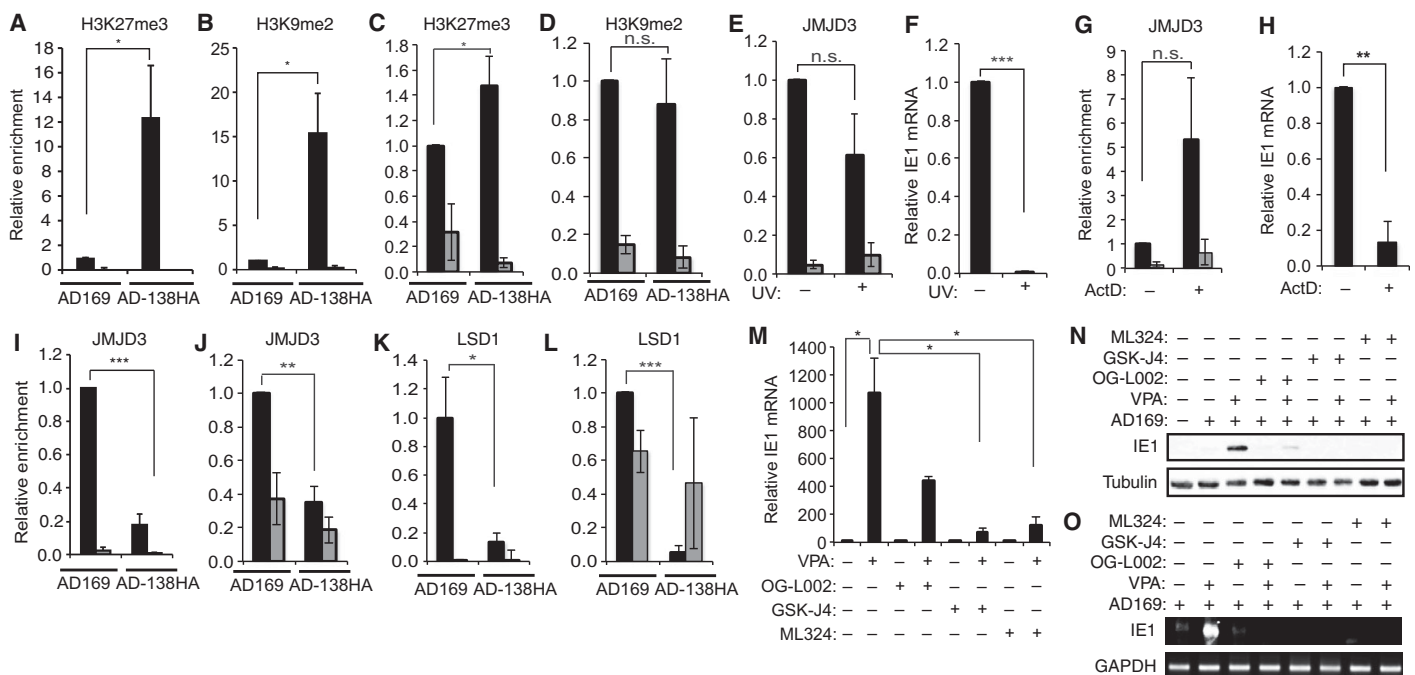 A
H3K27me3
*
Relative enrichment
18
16
14
12
10
8
6
4
2
0
AD169 AD-138HA
B
H3K9me2
*
25
20
15
10
5
0
AD169 AD-138HA
C
H3K27me3
*
1.8
1.6
1.4
1.2
1.0
0.8
0.6
0.4
0.2
0.0
AD169 AD-138HA
D
H3K9me2
n.s.
1.4
1.2
1.0
0.8
0.6
0.4
0.2
0.0
AD169 AD-138HA
E
JMJD3
n.s.
1.2
1.0
0.8
0.6
0.4
0.2
0.0
UV: – +
F
***
Relative IE1 mRNA
1.2
1.0
0.8
0.6
0.4
0.2
0.0
UV: – +
G
JMJD3
n.s.
Relative enrichment
9
8
7
6
5
4
3
2
1
0
ActD: – +
H
**
Relative IE1 mRNA
1.2
1.0
0.8
0.6
0.4
0.2
0.0
ActD: – +
I
JMJD3
***
Relative enrichment
1.2
1.0
0.8
0.6
0.4
0.2
0.0
AD169 AD-138HA
J
JMJD3
**
1.2
1.0
0.8
0.6
0.4
0.2
0.0
AD169 AD-138HA
K
LSD1
*
1.4
1.2
1.0
0.8
0.6
0.4
0.2
0.0
AD169 AD-138HA
L
LSD1
***
1.2
1.0
0.8
0.6
0.4
0.2
0.0
AD169 AD-138HA
M
* * *
Relative IE1 mRNA
1400
1200
1000
800
600
400
200
0
VPA: – + – + – + – +
OG-L002: – – + + – – – –
GSK-J4: – – – – + + – –
ML324: – – – – – – + +
N
ML324: – – – – – – – + +
GSK-J4: – – – – – + + – –
OG-L002: – – – + + – – – –
VPA: – – + – + – + – +
AD169: – + + + + + + + +
IE1
Tubulin
O
ML324: – – – – – – + +
GSK-J4: – – – – + + – –
OG-L002: – – + + – – – –
VPA: – + – + – + – +
AD169: + + + + + + + +
IE1
GAPDH